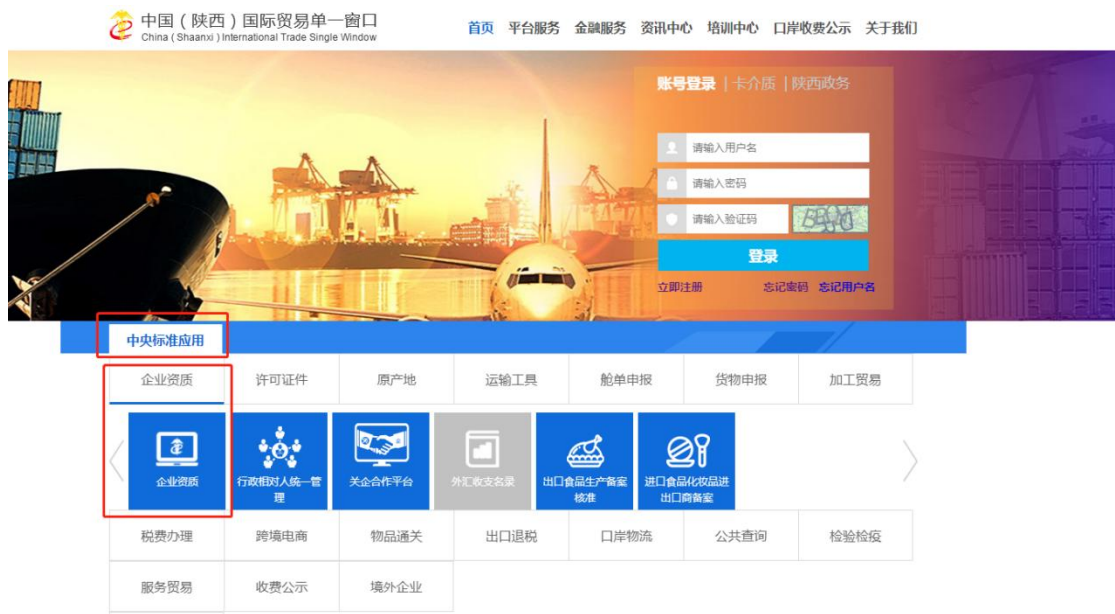 中国（陕西）国际贸易单一窗口
China ( Shaanxi ) International Trade Single Window
首页 平台服务 金融服务 资讯中心 培训中心 口岸收费公示 关于我们
账号登录 | 卡介质 | 陕西政务
请输入用户名
请输入密码
请输入验证码
登录
立即注册 忘记密码 忘记用户名
中央标准应用
企业资质 许可证件 原产地 运输工具 舱单申报 货物申报 加工贸易
企业资质
行政相对人统一管
理
关企合作平台
外汇收支名录
出口食品生产备案
核准
进口食品化妆品进
出口商备案
税费办理 跨境电商 物品通关 出口退税 口岸物流 公共查询 检验检疫
服务贸易 收费公示 境外企业